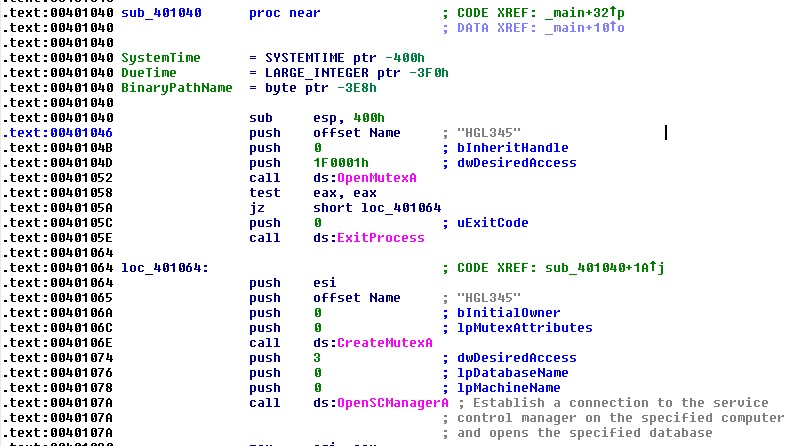 .text:00401040 sub_401040 proc near ; CODE XREF: _main+32↑p
.text:00401040 ; DATA XREF: _main+10↑o
.text:00401040
.text:00401040 SystemTime = SYSTEMTIME ptr -400h
.text:00401040 DueTime = LARGE_INTEGER ptr -3F0h
.text:00401040 BinaryPathName = byte ptr -3E8h
.text:00401040
.text:00401040 sub esp, 400h
.text:00401046 push offset Name ; "HGL345"
.text:0040104B push 0 ; bInheritHandle
.text:0040104D push 1F0001h ; dwDesiredAccess
.text:00401052 call ds:OpenMutexA
.text:00401058 test eax, eax
.text:0040105A jz short loc_401064
.text:0040105C push 0 ; uExitCode
.text:0040105E call ds:ExitProcess
.text:00401064
.text:00401064 loc_401064: ; CODE XREF: sub_401040+1A↑j
.text:00401064 push esi
.text:00401065 push offset Name ; "HGL345"
.text:0040106A push 0 ; bInitialOwner
.text:0040106C push 0 ; lpMutexAttributes
.text:0040106E call ds:CreateMutexA
.text:00401074 push 3 ; dwDesiredAccess
.text:00401076 push 0 ; lpDatabaseName
.text:00401078 push 0 ; lpMachineName
.text:0040107A call ds:OpenSCManagerA ; Establish a connection to the service
.text:0040107A ; control manager on the specified computer
.text:0040107A ; and opens the specified database